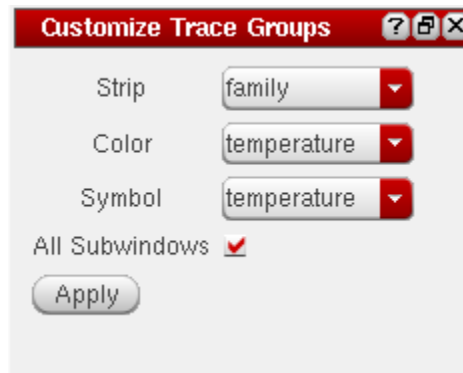 Customize Trace Groups
Strip family
Color temperature
Symbol temperature
All Subwindows
Apply